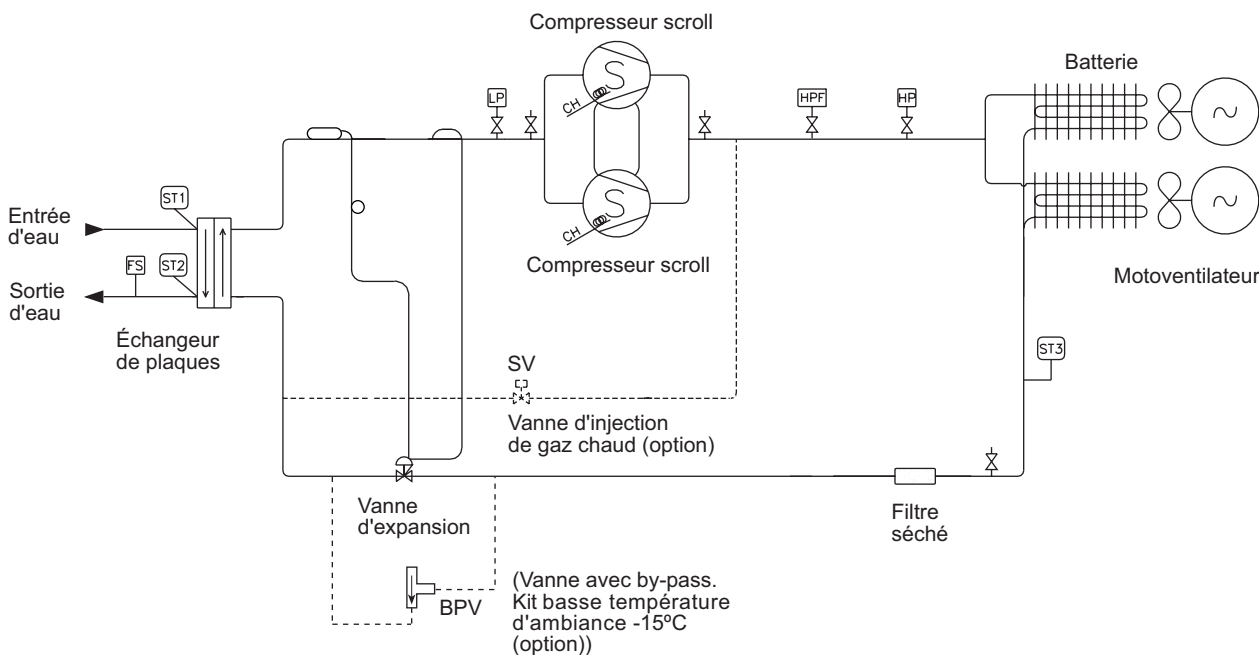 Compresseur scroll
Batterie
LP
HPF
HP
S
CH
ST1
Entrée
d'eau
S
CH
Compresseur scroll
Motoventilateur
FS
ST2
Sortie
d'eau
Échangeur
de plaques
ST3
SV
Vanne d'injection
de gaz chaud (option)
Vanne
d'expansion
Filtre
séché
BPV
(Vanne avec by-pass.
Kit basse température
d'ambiance -15ºC
(option))